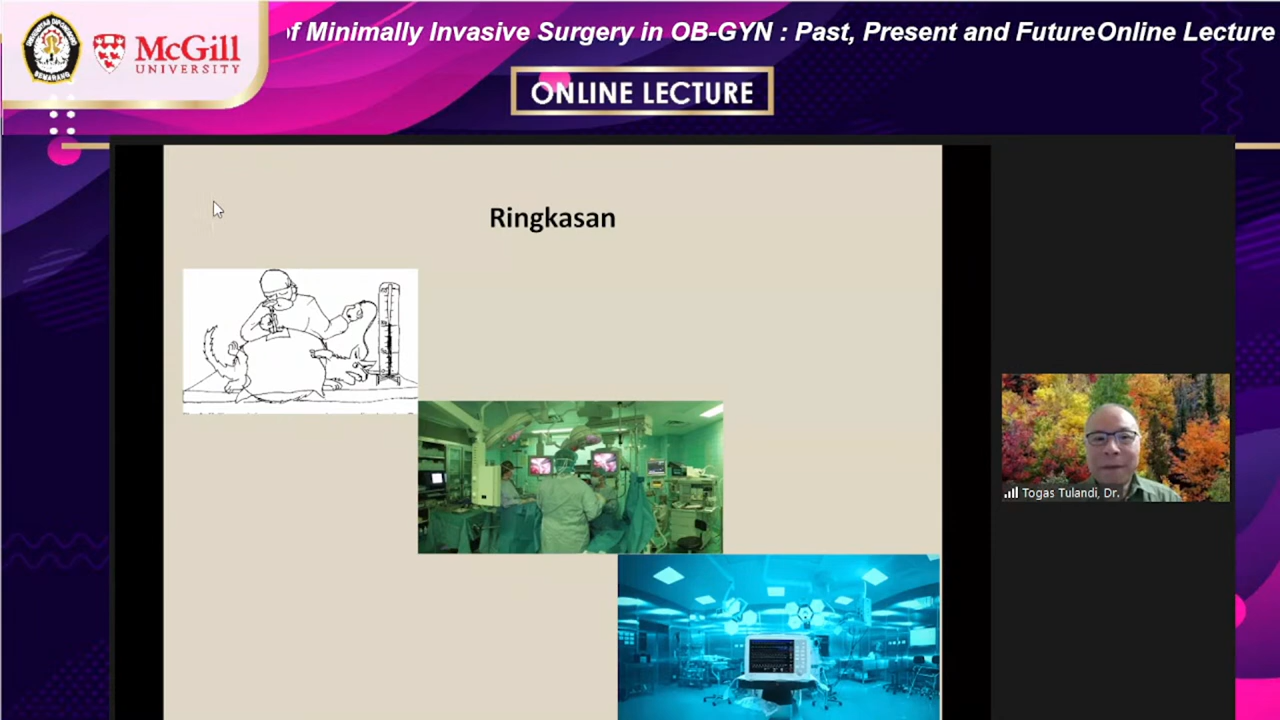 McGill
UNIVERSITY
of Minimally Invasive Surgery in OB-GYN : Past, Present and FutureOnline Lecture
ONLINE LECTURE
Ringkasan
Togas Tulandi, Dr.